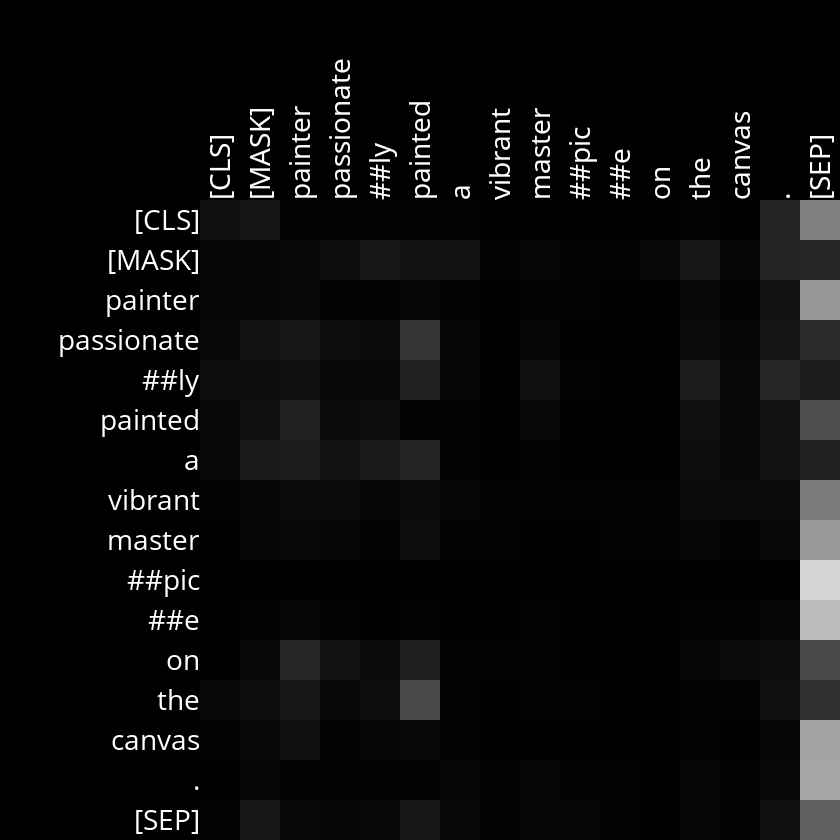 [CLS]
[MASK]
painter
passionate
##ly
painted
a
vibrant
master
##pic
##e
on
the
canvas
.
[SEP]
[CLS]
[MASK]
painter
passionate
##ly
painted
a
vibrant
master
##pic
##e
on
the
canvas
.
[SEP]